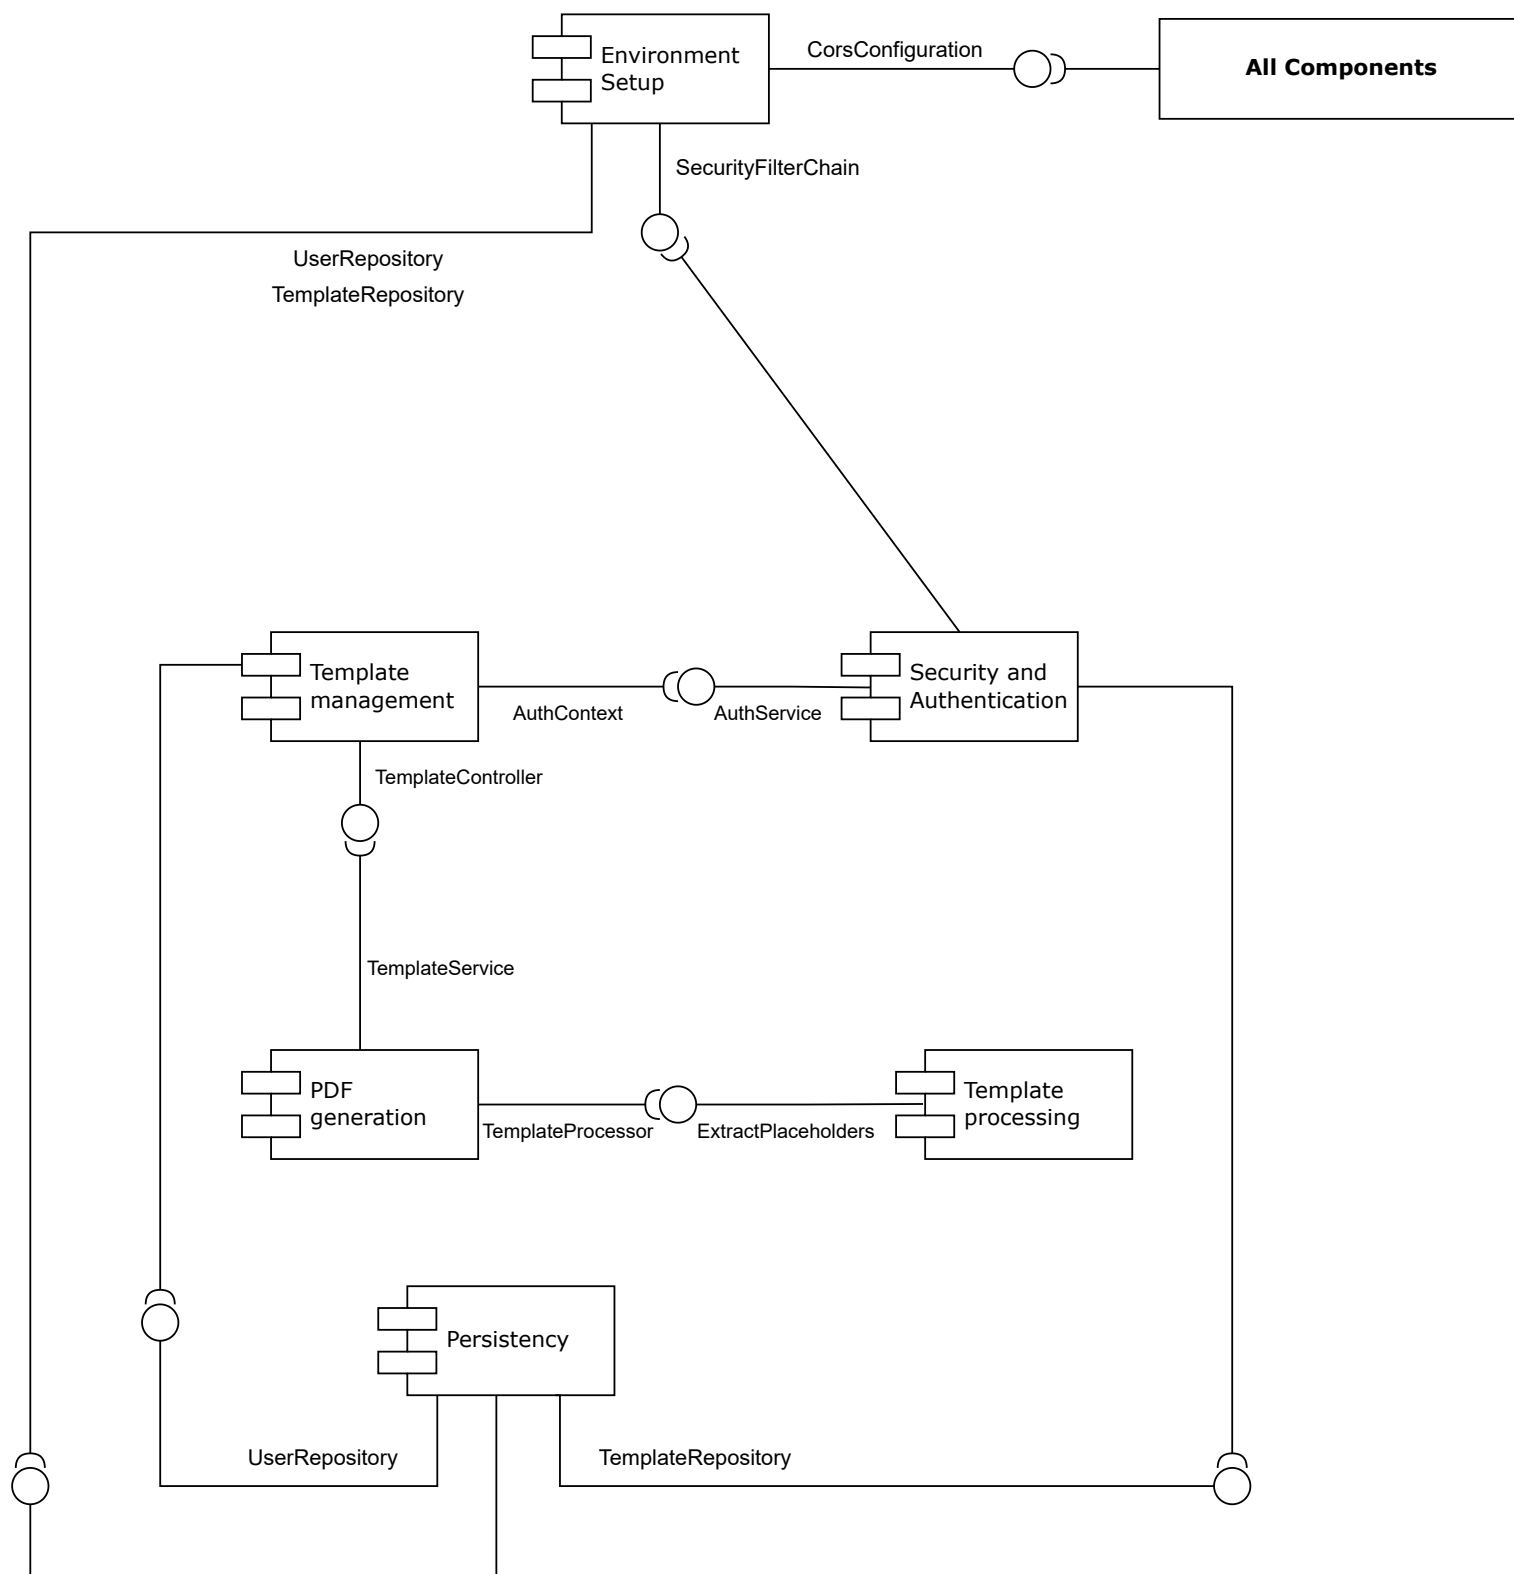 Environment
Setup
CorsConfiguration
All Components
SecurityFilterChain
UserRepository
TemplateRepository
Template
management
AuthContext
AuthService
Security and
Authentication
TemplateController
TemplateService
PDF
generation
TemplateProcessor
ExtractPlaceholders
Template
processing
Persistency
UserRepository
TemplateRepository